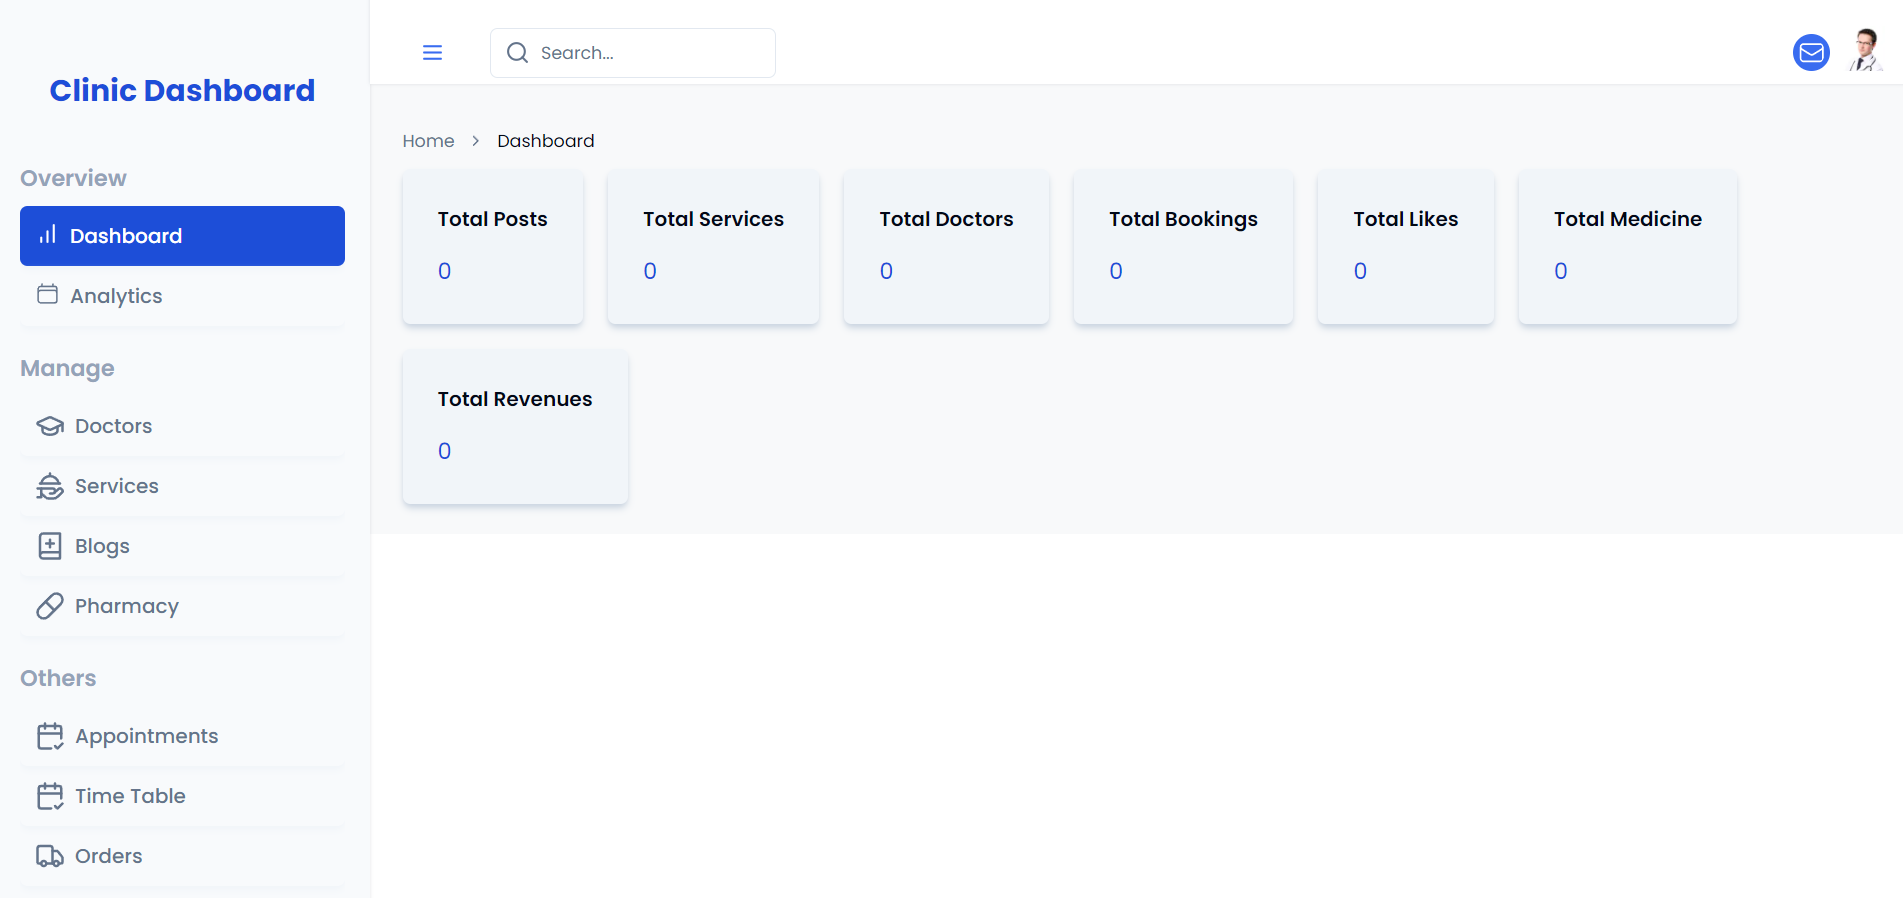 Clinic Dashboard
Overview
Dashboard
Analytics
Manage
Doctors
Services
Blogs
Pharmacy
Others
Appointments
Time Table
Orders
Search...
Home > Dashboard
Total Posts
0
Total Services
0
Total Doctors
0
Total Bookings
0
Total Likes
0
Total Medicine
0
Total Revenues
0